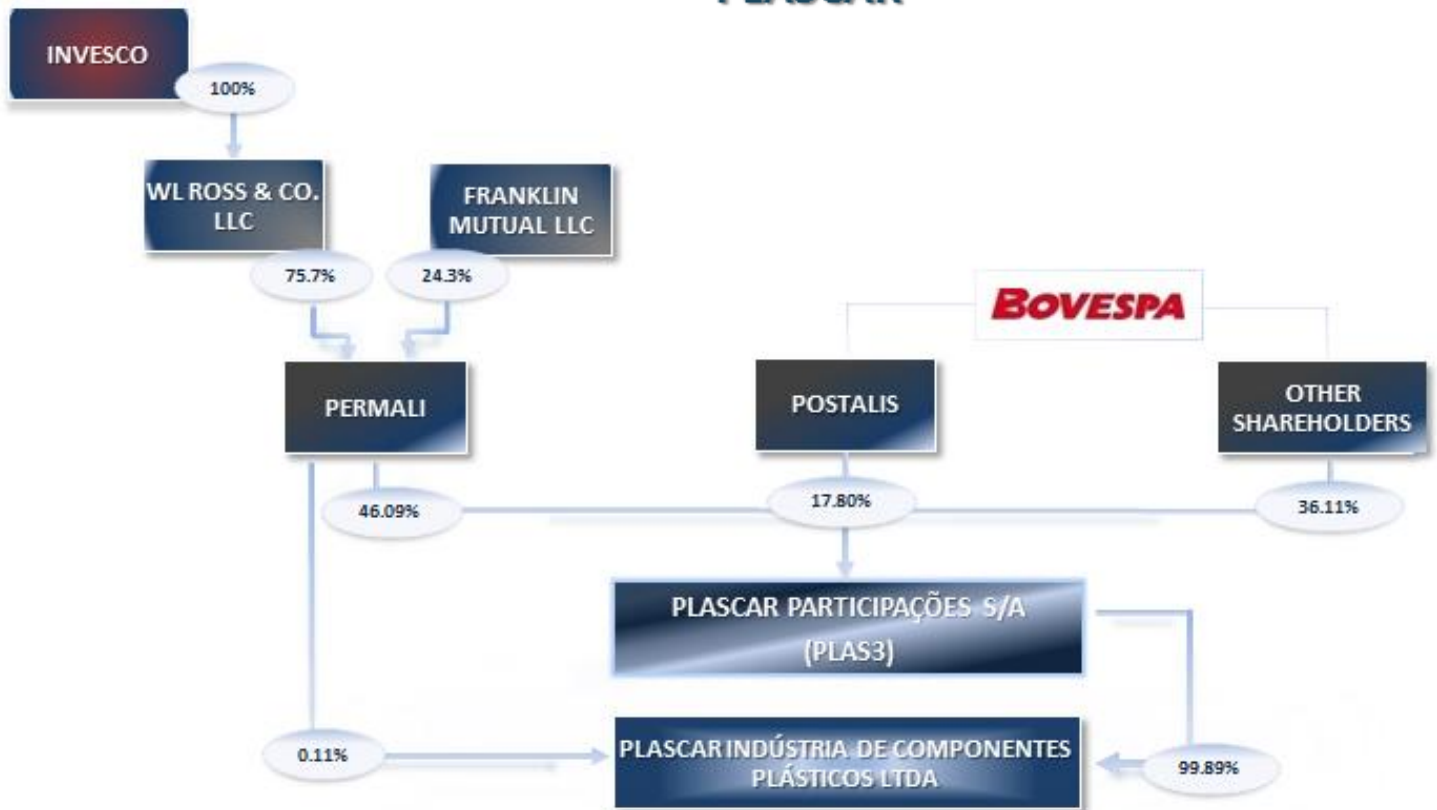 PLASCAR
INVESCO
100%
WL ROSS & CO.
LLC
FRANKLIN
MUTUAL LLC
75.7%
24.3%
BOVESPA
PERMALI
POSTALIS
OTHER
SHAREHOLDERS
46.09%
17.80%
36.11%
PLASCAR PARTICIPAÇÕES S/A
(PLAS3)
0.11%
PLASCAR INDÚSTRIA DE COMPONENTES
PLÁSTICOS LTDA
99.89%